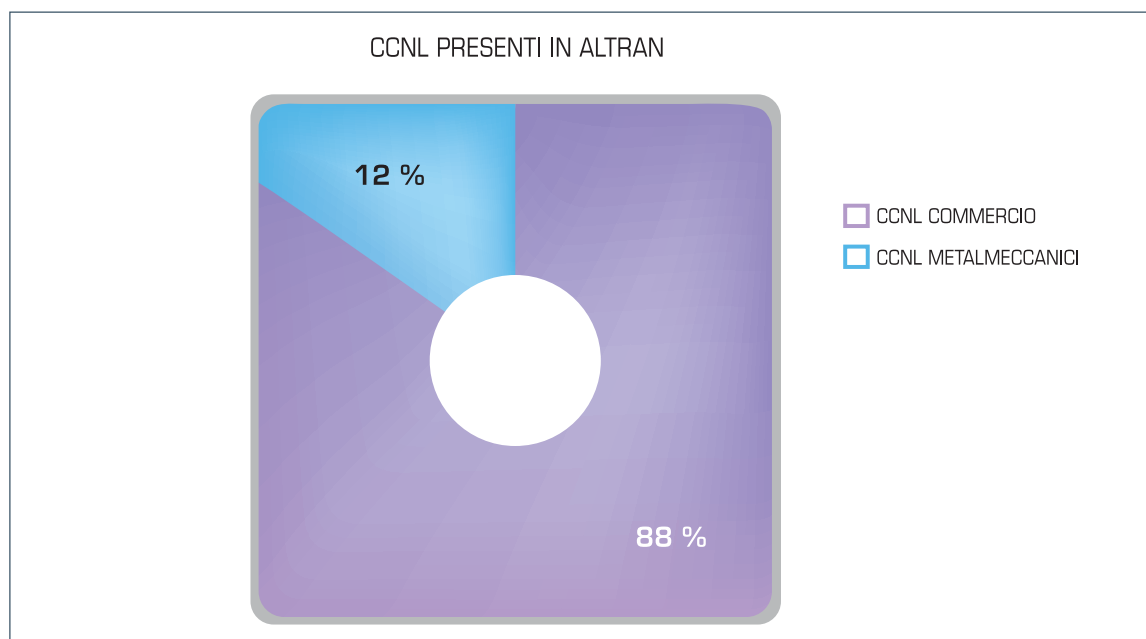 CCNL PRESENTI IN ALTRAN
12 %
CCNL COMMERCIO
CCNL METALMECCANICI
88 %